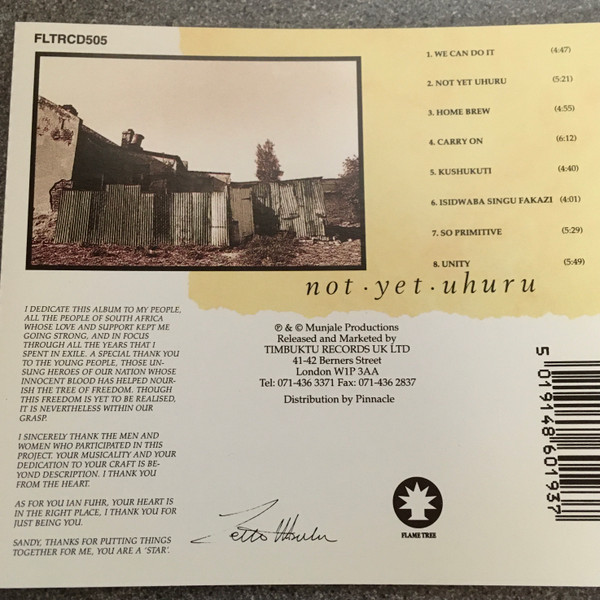 FLTRCD505
1. WE CAN DO IT (4:47)
2. NOT YET UHURU (5:21)
3. HOME BREW (4:55)
4. CARRY ON (6:12)
5. KUSHUKUTI (4:40)
6. ISIDWABA SINGU FAKAZI (4:01)
7. SO PRIMITIVE (5:29)
8. UNITY (5:49)
not·yet·uhuru
I DEDICATE THIS ALBUM TO MY PEOPLE,
ALL THE PEOPLE OF SOUTH AFRICA
WHOSE LOVE AND SUPPORT KEPT ME
GOING STRONG, AND IN FOCUS
THROUGH ALL THE YEARS THAT I
SPENT IN EXILE. A SPECIAL THANK YOU
TO THE YOUNG PEOPLE, THOSE UN-
SUNG HEROES OF OUR NATION WHOSE
INNOCENT BLOOD HAS HELPED NOUR-
ISH THE TREE OF FREEDOM. THOUGH
THIS FREEDOM IS YET TO BE REALISED,
IT IS NEVERTHELESS WITHIN OUR
GRASP.
I SINCERELY THANK THE MEN AND
WOMEN WHO PARTICIPATED IN THIS
PROJECT. YOUR MUSICALITY AND YOUR
DEDICATION TO YOUR CRAFT IS BE-
YOND DESCRIPTION. I THANK YOU
FROM THE HEART.
AS FOR YOU IAN FUHR, YOUR HEART IS
IN THE RIGHT PLACE, I THANK YOU FOR
JUST BEING YOU.
SANDY, THANKS FOR PUTTING THINGS
TOGETHER FOR ME, YOU ARE A 'STAR'.
℗ & © Munjale Productions
Released and Marketed by
TIMBUKTU RECORDS UK LTD
41-42 Berners Street
London W1P 3AA
Tel: 071-436 3371 Fax: 071-436 2837
Distribution by Pinnacle
FLAME TREE
5 019148 601937